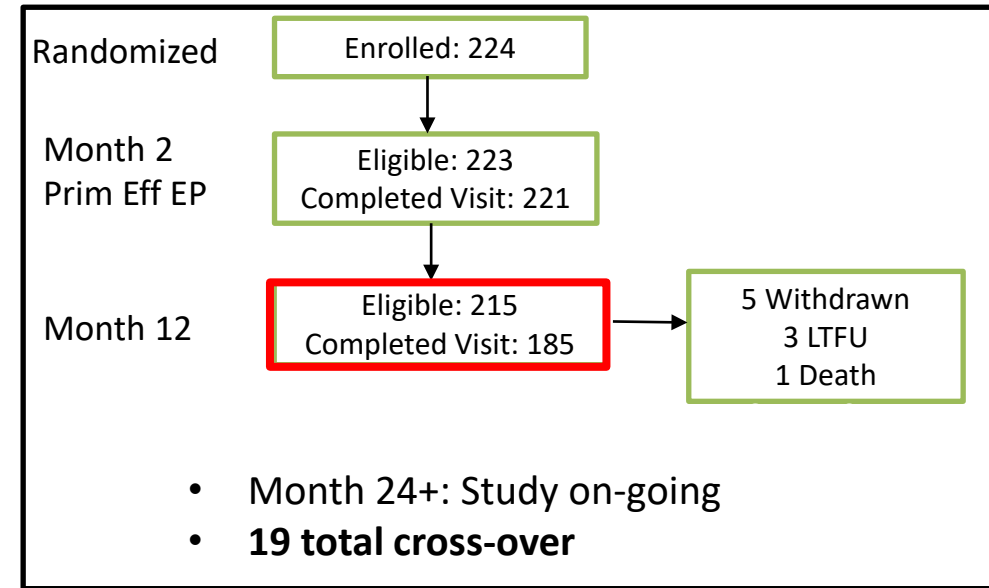 Randomized
Enrolled: 224
Month 2
Prim Eff EP
Eligible: 223
Completed Visit: 221
Month 12
Eligible: 215
Completed Visit: 185
5 Withdrawn
3 LTFU
1 Death
• Month 24+: Study on-going
• 19 total cross-over